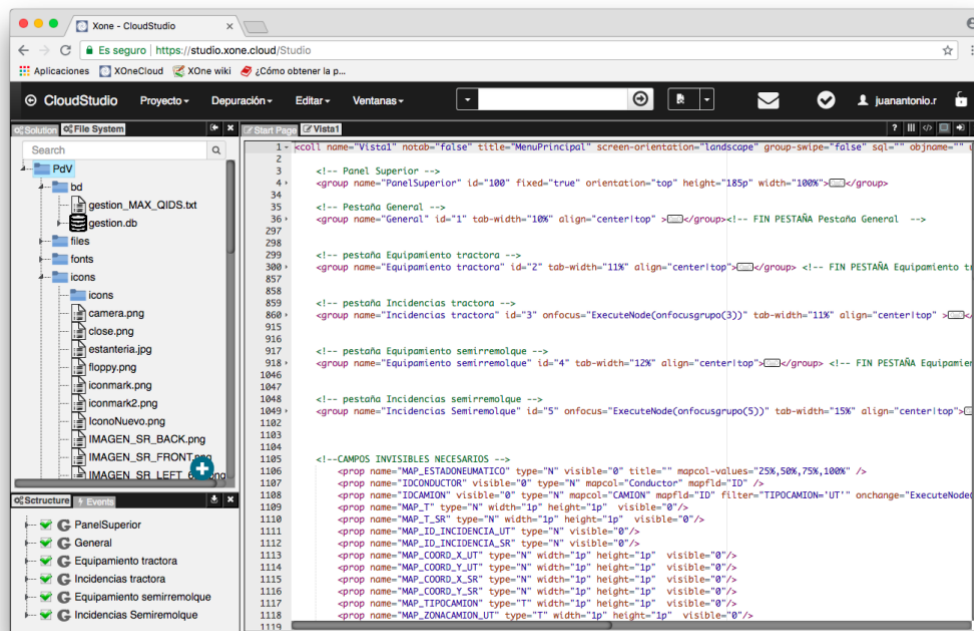 Xone - CloudStudio
Es seguro | https://studio.xone.cloud/Studio
Aplicaciones XOneCloud XOne wiki ¿Cómo obtener la p...
CloudStudio Proyecto Depuración Editar Ventanas juanantonio.r
Solution File System
Search
PdV
bd
gestion_MAX_QIDS.txt
gestion.db
files
fonts
icons
icons
camera.png
close.png
estanteria.jpg
floppy.png
iconmark.png
iconmark2.png
IconoNuevo.png
IMAGEN_SR_BACK.png
IMAGEN_SR_FRONT.png
IMAGEN_SR_LEFT_
Sctructure Events
PanelSuperior
General
Equipamiento tractora
Incidencias tractora
Equipamiento semirremolque
Incidencias Semiremolque
Start Page Vista1
1 <coll name="Vista1" notab="false" title="MenuPrincipal" screen-orientation="landscape" group-swipe="false" sql="" objname=""
2
3 <!-- Panel Superior -->
4 <group name="PanelSuperior" id="100" fixed="true" orientation="top" height="185p" width="100%"></group>
34
35 <!-- Pestaña General -->
36 <group name="General" id="1" tab-width="10%" align="center|top" ></group><!-- FIN PESTAÑA Pestaña General -->
297
298
299 <!-- pestaña Equipamiento tractora -->
300 <group name="Equipamiento tractora" id="2" tab-width="11%" align="center|top"></group> <!-- FIN PESTAÑA Equipamiento
857
858
859 <!-- pestaña Incidencias tractora -->
860 <group name="Incidencias tractora" id="3" onfocus="ExecuteNode(onfocusgrupo(3))" tab-width="11%" align="center|top" ></
915
916
917 <!-- pestaña Equipamiento semirremolque -->
918 <group name="Equipamiento semirremolque" id="4" tab-width="12%" align="center|top"></group> <!-- FIN PESTAÑA Equipamien
1046
1047
1048 <!-- pestaña Incidencias semirremolque -->
1049 <group name="Incidencias Semiremolque" id="5" onfocus="ExecuteNode(onfocusgrupo(5))" tab-width="15%" align="center|top">
1102
1103
1104
1105 <!--CAMPOS INVISIBLES NECESARIOS -->
1106 <prop name="MAP_ESTADONEUMATICO" type="N" visible="0" title="" mapcol-values="25%,50%,75%,100%" />
1107 <prop name="IDCONDUCTOR" visible="0" type="N" mapcol="Conductor" mapfld="ID" />
1108 <prop name="IDCAMION" visible="0" type="N" mapcol="CAMION" mapfld="ID" filter="TIPOCAMION='UT'" onchange="ExecuteNode(
1109 <prop name="MAP_T" type="N" width="1p" height="1p" visible="0"/>
1110 <prop name="MAP_T_SR" type="N" width="1p" height="1p" visible="0"/>
1111 <prop name="MAP_ID_INCIDENCIA_UT" type="N" visible="0"/>
1112 <prop name="MAP_ID_INCIDENCIA_SR" type="N" visible="0"/>
1113 <prop name="MAP_COORD_X_UT" type="N" width="1p" height="1p" visible="0"/>
1114 <prop name="MAP_COORD_Y_UT" type="N" width="1p" height="1p" visible="0"/>
1115 <prop name="MAP_COORD_X_SR" type="N" width="1p" height="1p" visible="0"/>
1116 <prop name="MAP_COORD_Y_SR" type="N" width="1p" height="1p" visible="0"/>
1117 <prop name="MAP_TIPOCAMION" type="T" width="1p" height="1p" visible="0"/>
1118 <prop name="MAP_ZONACAMION_UT" type="T" width="1p" height="1p" visible="0"/>
1119